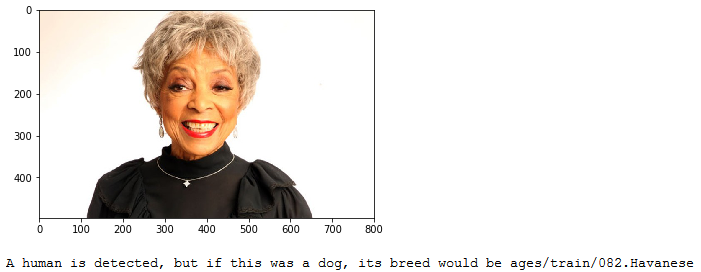 0
100
200
300
400
0 100 200 300 400 500 600 700 800
A human is detected, but if this was a dog, its breed would be ages/train/082.Havanese